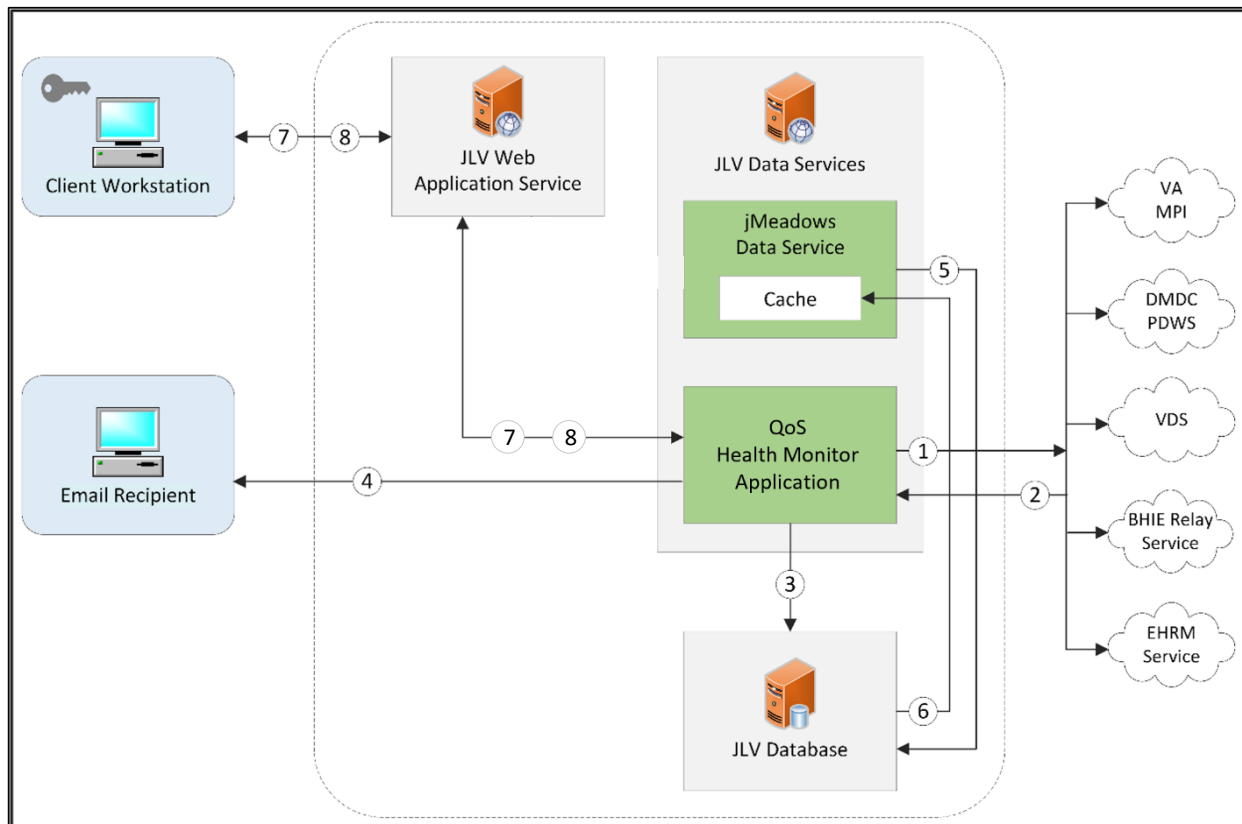 Client Workstation
7
8
JLV Web
Application Service
JLV Data Services
jMeadows
Data Service
Cache
5
VA
MPI
DMDC
PDWS
VDS
BHIE Relay
Service
EHRM
Service
Email Recipient
4
7
8
QoS
Health Monitor
Application
1
2
3
6
JLV Database